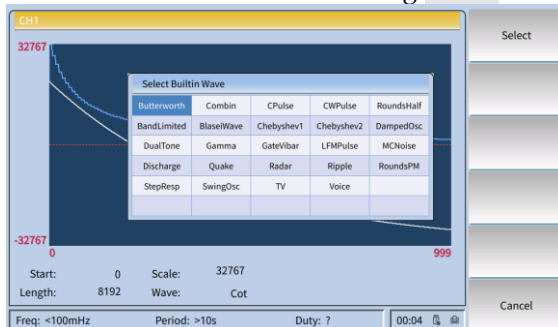 CH1
Select
32767
Select Builtin Wave
Butterworth Combin CPulse CWPulse RoundsHalf
BandLimited BlaseiWave Chebyshev1 Chebyshev2 DampedOsc
DualTone Gamma GateVibar LFMPulse MCNoise
Discharge Quake Radar Ripple RoundsPM
StepResp SwingOsc TV Voice
-32767
0 999
Start: 0 Scale: 32767
Length: 8192 Wave: Cot
Cancel
Freq: <100mHz Period: >10s Duty: ? 00:04